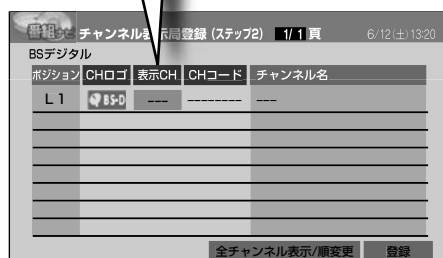 番組ナビ チャンネル表示局登録 (ステップ2) 1/1 頁 6/12(土)13:20
BSデジタル
ポジション CHロゴ 表示CH CHコード チャンネル名
L1 BS-D --- -------- ---
全チャンネル表示/順変更 登録